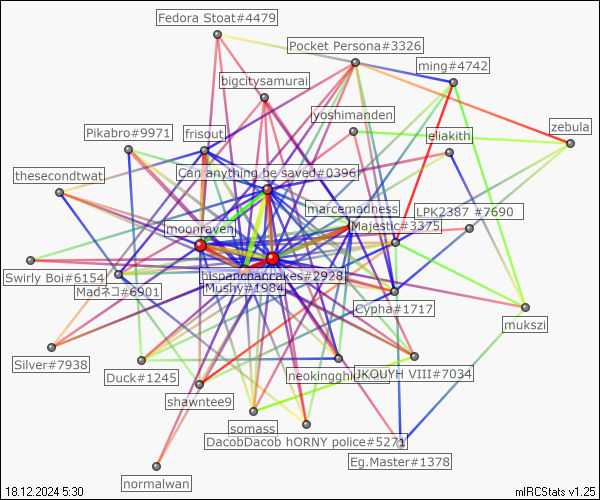 Fedora Stoat#4479
Pocket Persona#3326
ming#4742
bigcitysamurai
yoshimanden
zebula
Pikabro#9971
frisout
eliakith
thesecondtwat
Can anything be saved#0396
marcemadness
LPK2387 #7690
moonraven
Majestic#3375
Swirly Boi#6154
hispanchancakes#2928
Madネコ#6901
Mushy#1984
Cypha#1717
mukszi
Silver#7938
Duck#1245
JKOUYH VIII#7034
shawntee9
somass
DacobDacob hORNY police#5271
Eg.Master#1378
normalwan
18.12.2024 5:30
mIRCStats v1.25